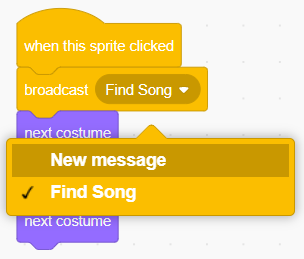 when this sprite clicked
broadcast Find Song
next costume
New message
✓ Find Song
next costume